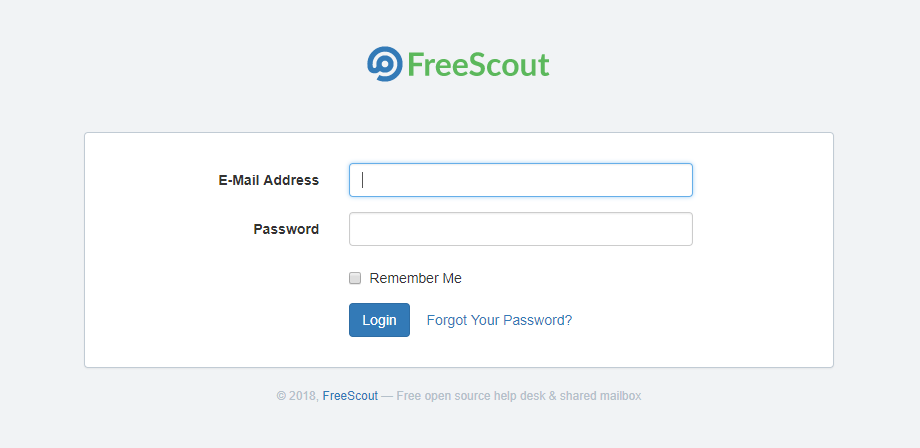 FreeScout
E-Mail Address
Password
Remember Me
Login Forgot Your Password?
© 2018, FreeScout — Free open source help desk & shared mailbox